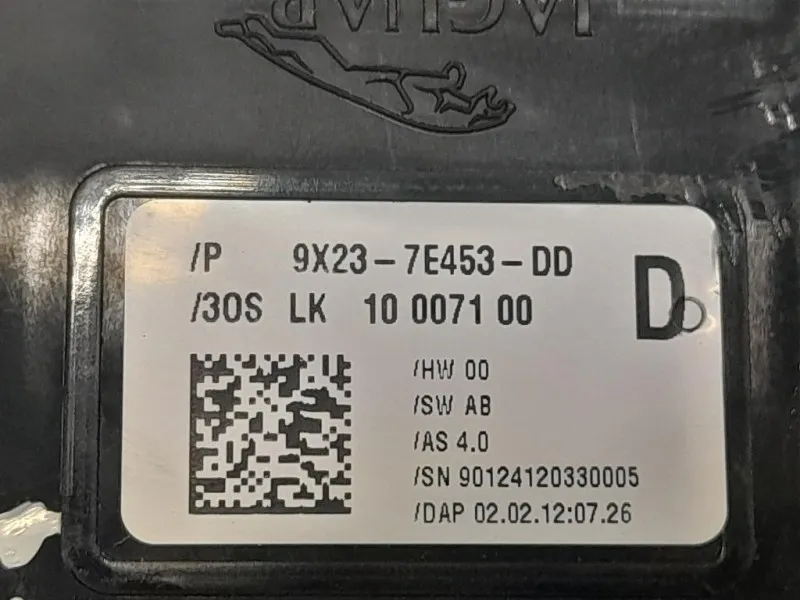 JAGUAR
/P 9X23-7E453-DD
/30S LK 10 0071 00
D
/HW 00
/SW AB
/AS 4.0
/SN 90124120330005
/DAP 02.02.12:07.26